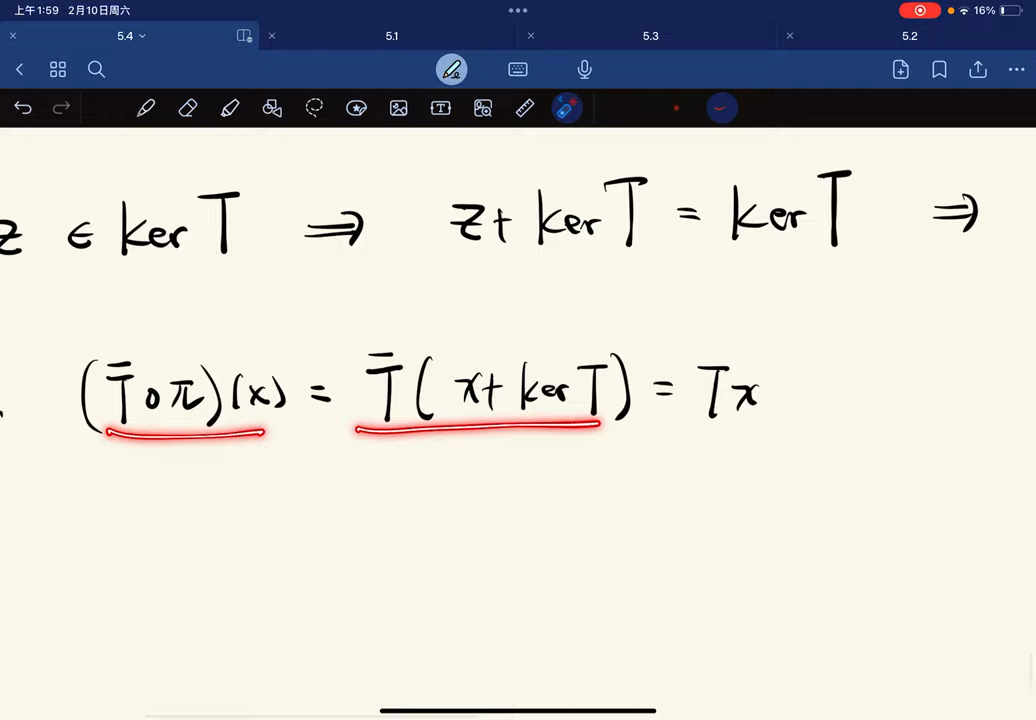 上午1:59 2月10日周六 16%
5.4 5.1 5.3 5.2
z ∈ ker T ⇒ z + ker T = ker T ⇒
(T̄ ∘ π)(x) = T̄(x + ker T) = Tx